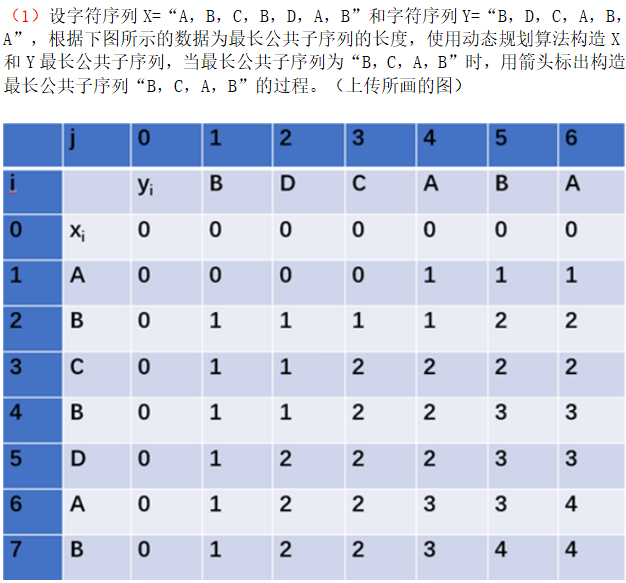 （1）设字符序列X=“A，B，C，B，D，A，B”和字符序列Y=“B，D，C，A，B，
A”，根据下图所示的数据为最长公共子序列的长度，使用动态规划算法构造 X
和 Y 最长公共子序列，当最长公共子序列为“B，C，A，B”时，用箭头标出构造
最长公共子序列“B，C，A，B”的过程。（上传所画的图）
j 0 1 2 3 4 5 6
i yi B D C A B A
0 xi 0 0 0 0 0 0 0
1 A 0 0 0 0 1 1 1
2 B 0 1 1 1 1 2 2
3 C 0 1 1 2 2 2 2
4 B 0 1 1 2 2 3 3
5 D 0 1 2 2 2 3 3
6 A 0 1 2 2 3 3 4
7 B 0 1 2 2 3 4 4